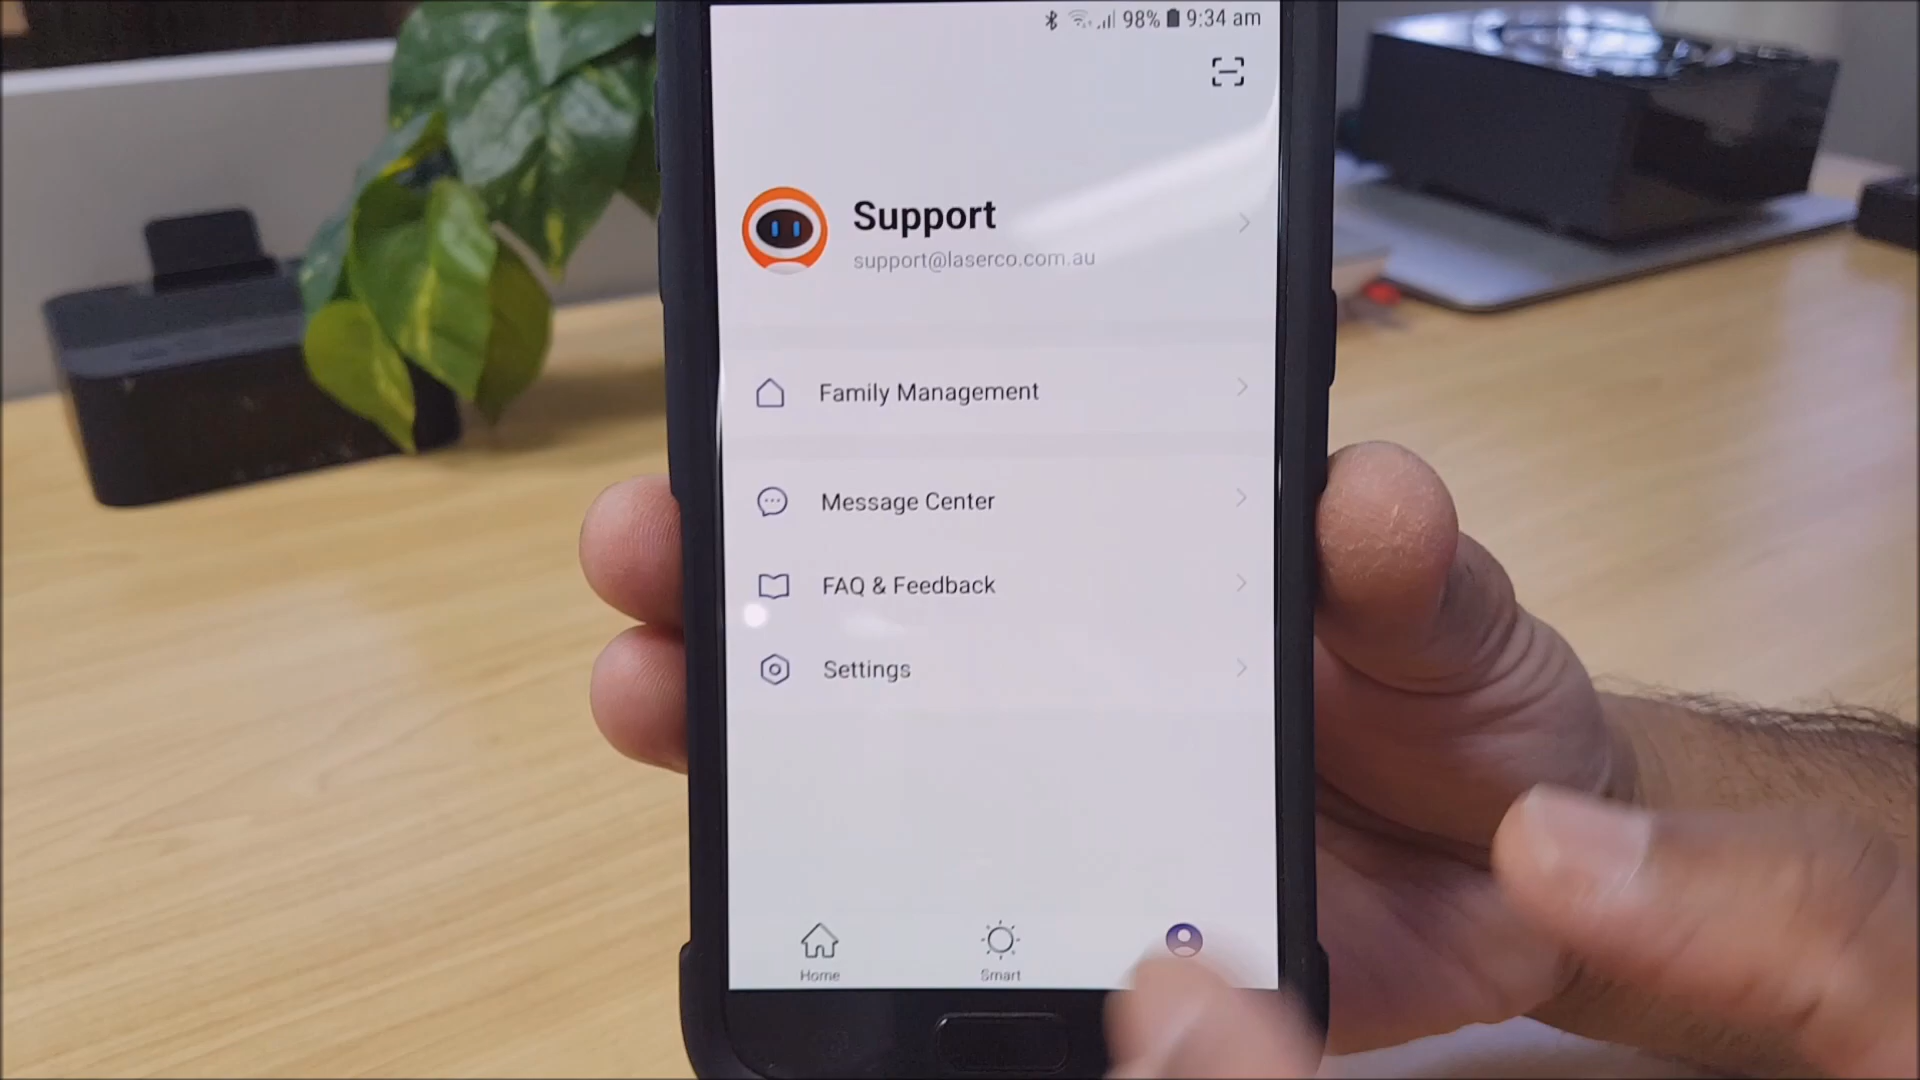 98% 9:34 am
Support
support@laserco.com.au
Family Management
Message Center
FAQ & Feedback
Settings
Home
Smart